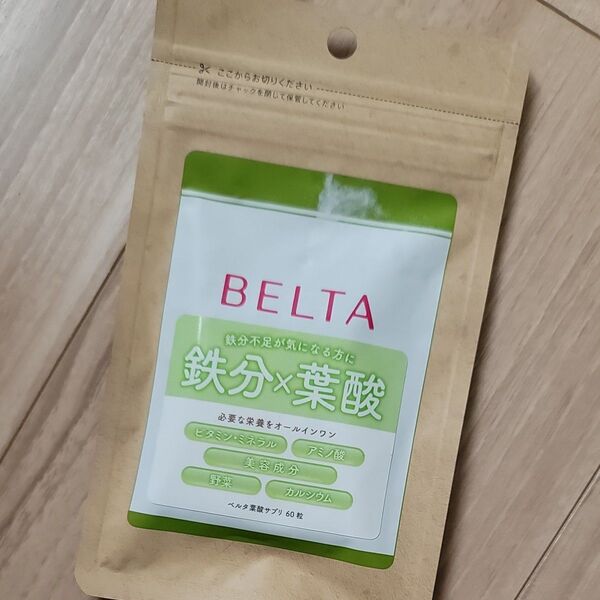 ここからお切りください
開封後はチャックを閉じて保管してください
BELTA
鉄分不足が気になる方に
鉄分×葉酸
必要な栄養をオールインワン
ビタミン・ミネラル アミノ酸
美容成分
野菜 カルシウム
ベルタ葉酸サプリ 60粒